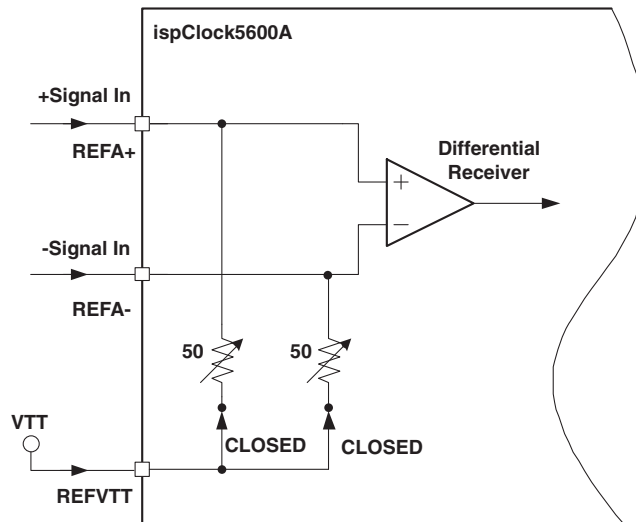 ispClock5600A
+Signal In
REFA+
Differential
Receiver
+
−
-Signal In
REFA-
50
50
VTT
CLOSED
CLOSED
REFVTT